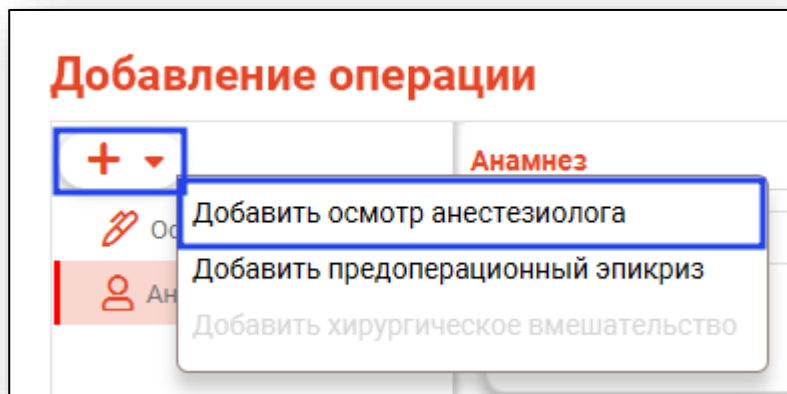 Добавление операции
Анамнез
Добавить осмотр анестезиолога
Добавить предоперационный эпикриз
Добавить хирургическое вмешательство